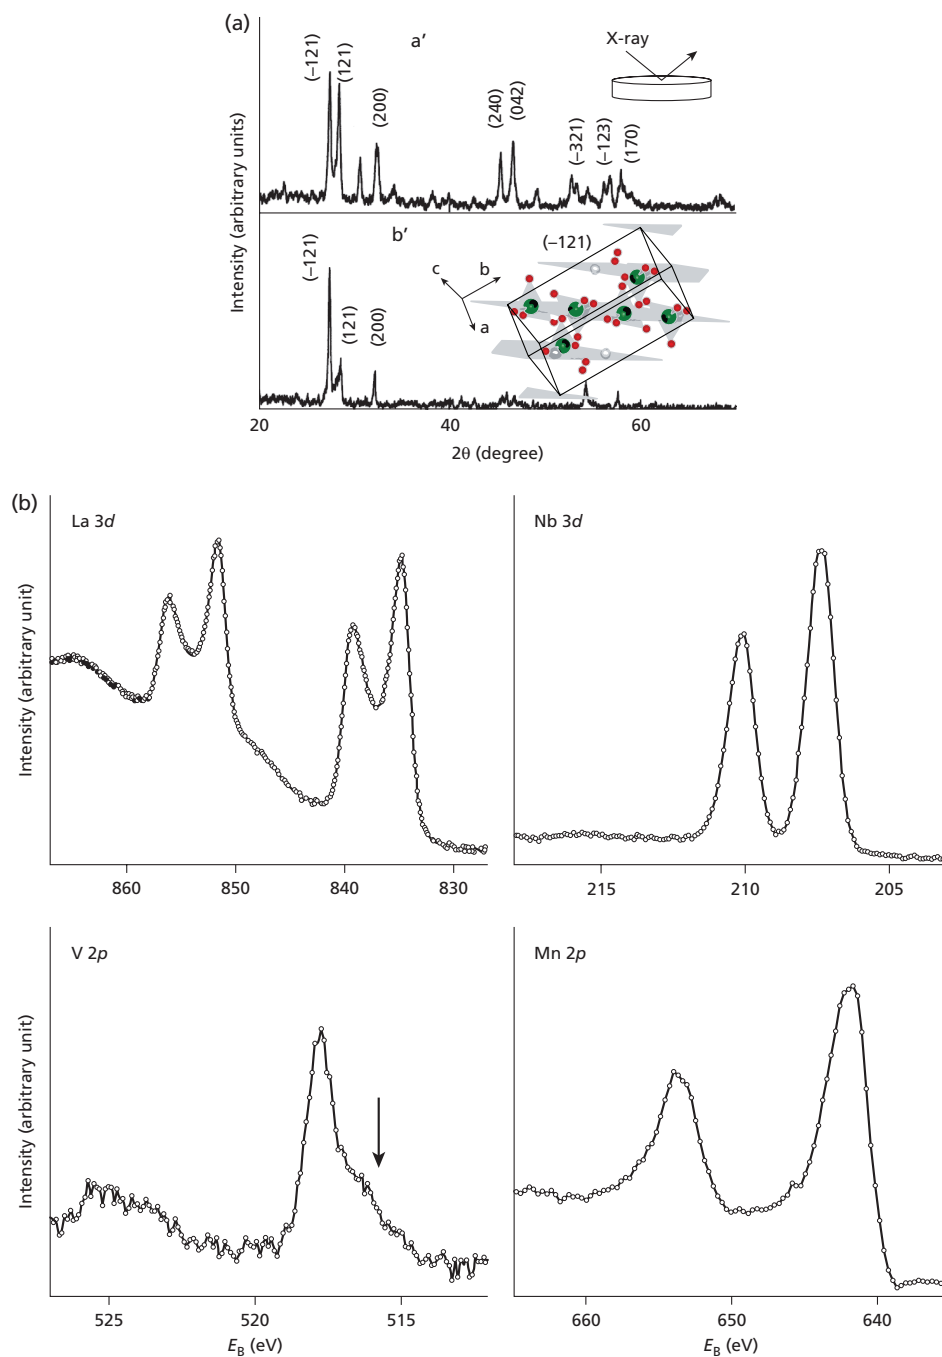 (a)
a′
X-ray
(−121)
(121)
(200)
(240)
(042)
(−321)
(−123)
(170)
Intensity (arbitrary units)
b′
(−121)
(−121)
(121)
(200)
c
b
a
20
40
60
2θ (degree)
(b)
La 3d
Nb 3d
Intensity (arbitrary unit)
860
850
840
830
215
210
205
V 2p
Mn 2p
Intensity (arbitrary unit)
525
520
515
660
650
640
EB (eV)
EB (eV)